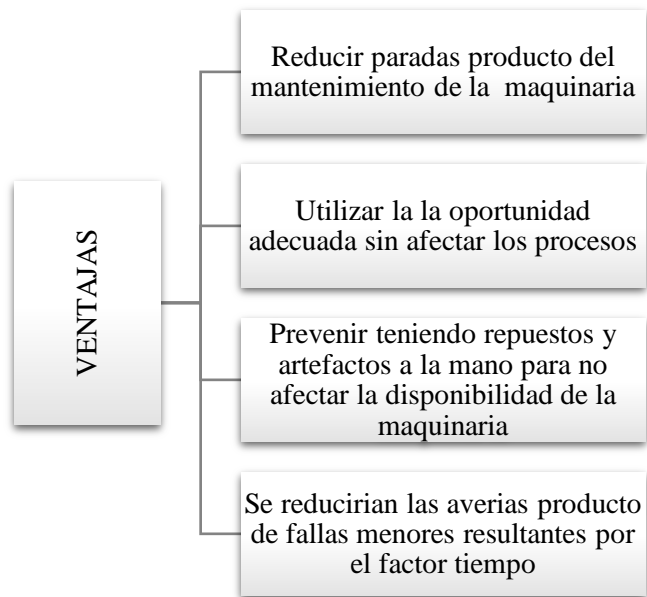 VENTAJAS
Reducir paradas producto del
mantenimiento de la maquinaria
Utilizar la la oportunidad
adecuada sin afectar los procesos
Prevenir teniendo repuestos y
artefactos a la mano para no
afectar la disponibilidad de la
maquinaria
Se reducirian las averias producto
de fallas menores resultantes por
el factor tiempo